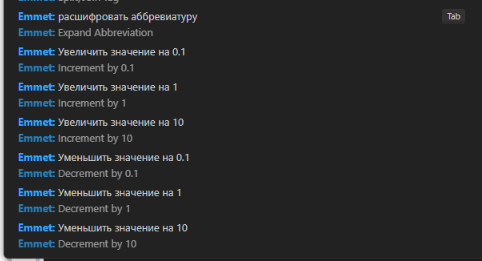 Emmet: Split/Join Tag
Emmet: расшифровать аббревиатуру Tab
Emmet: Expand Abbreviation
Emmet: Увеличить значение на 0.1
Emmet: Increment by 0.1
Emmet: Увеличить значение на 1
Emmet: Increment by 1
Emmet: Увеличить значение на 10
Emmet: Increment by 10
Emmet: Уменьшить значение на 0.1
Emmet: Decrement by 0.1
Emmet: Уменьшить значение на 1
Emmet: Decrement by 1
Emmet: Уменьшить значение на 10
Emmet: Decrement by 10